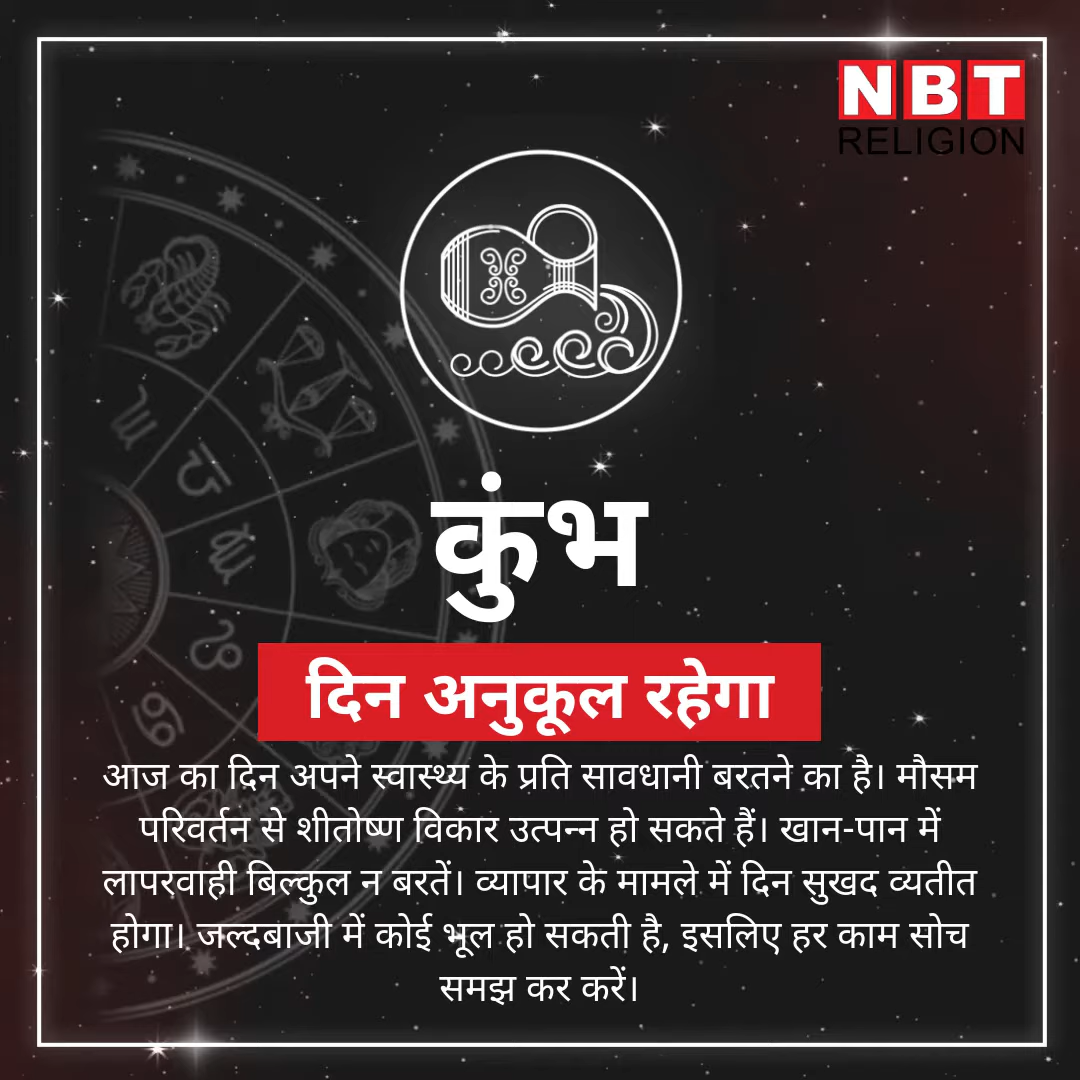 NBT
RELIGION
कुंभ
दिन अनुकूल रहेगा
आज का दिन अपने स्वास्थ्य के प्रति सावधानी बरतने का है। मौसम
परिवर्तन से शीतोष्ण विकार उत्पन्न हो सकते हैं। खान-पान में
लापरवाही बिल्कुल न बरतें। व्यापार के मामले में दिन सुखद व्यतीत
होगा। जल्दबाजी में कोई भूल हो सकती है, इसलिए हर काम सोच
समझ कर करें।